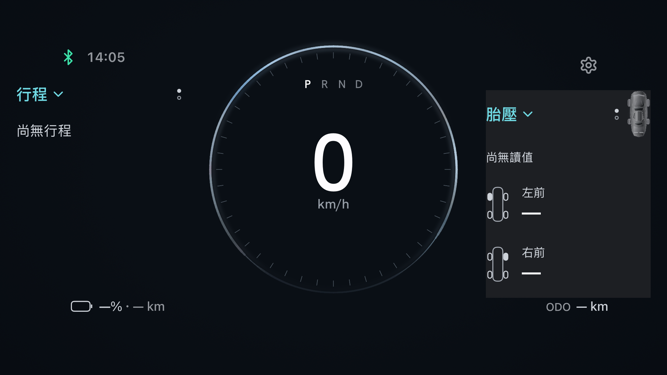 14:05
行程
尚無行程
P R N D
0
km/h
胎壓
尚無讀值
左前
—
右前
—
—% · — km
ODO — km